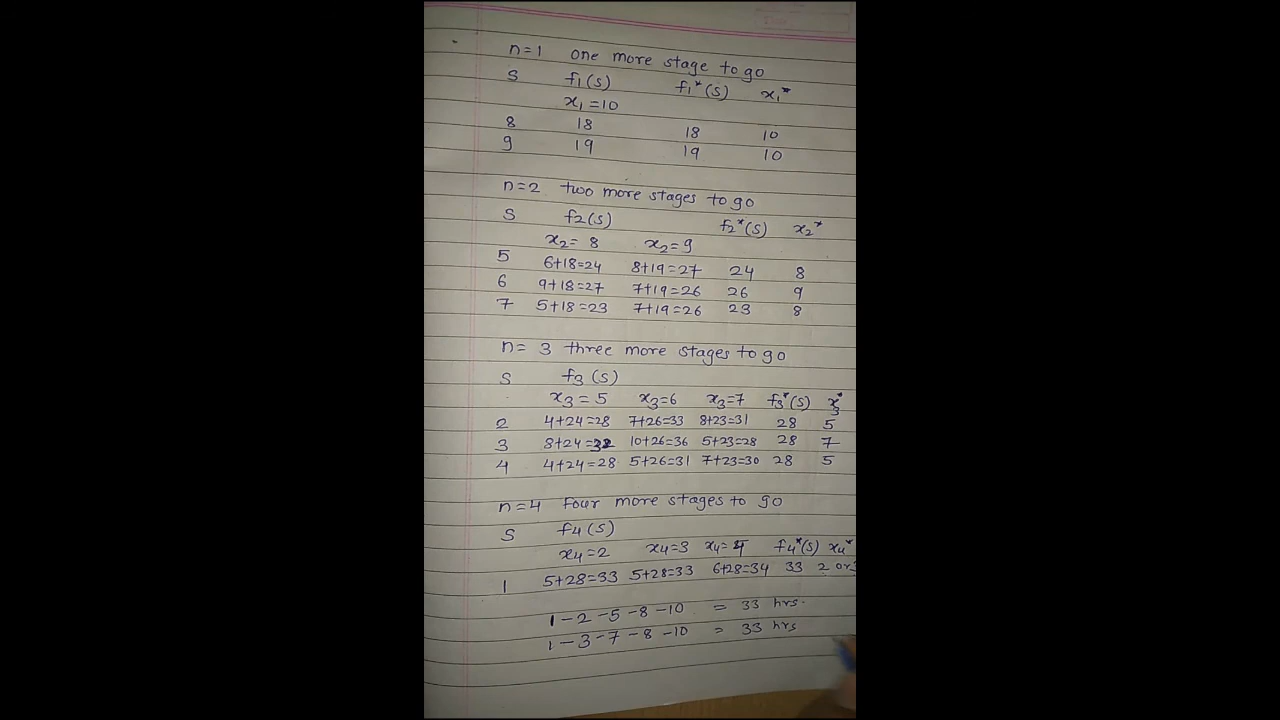 n=1 one more stage to go
S f1(S) f1*(S) x1*
x1=10
8 18 18 10
9 19 19 10
n=2 two more stages to go
S f2(S) f2*(S) x2*
x2= 8 x2=9
5 6+18=24 8+19=27 24 8
6 9+18=27 7+19=26 26 9
7 5+18=23 7+19=26 23 8
n= 3 three more stages to go
S f3(S)
x3=5 x3=6 x3=7 f3*(S) x3*
2 4+24=28 7+26=33 8+23=31 28 5
3 8+24=32 10+26=36 5+23=28 28 7
4 4+24=28 5+26=31 7+23=30 28 5
n=4 four more stages to go
S f4(S)
x4=2 x4=3 x4=4 f4*(S) x4*
1 5+28=33 5+28=33 6+28=34 33 2 or 3
1-2-5-8-10 = 33 hrs.
1-3-7-8-10 = 33 hrs